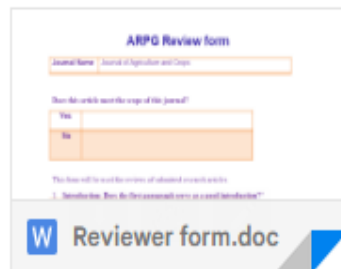 ARPG Review form
Journal Name Journal of Agriculture and Crops
Does this article meet the scope of this journal?
Yes
No
This form will be used the reviews of submitted research articles.
1. Introduction: Does the first paragraph serve as a good introduction?"
W Reviewer form.doc